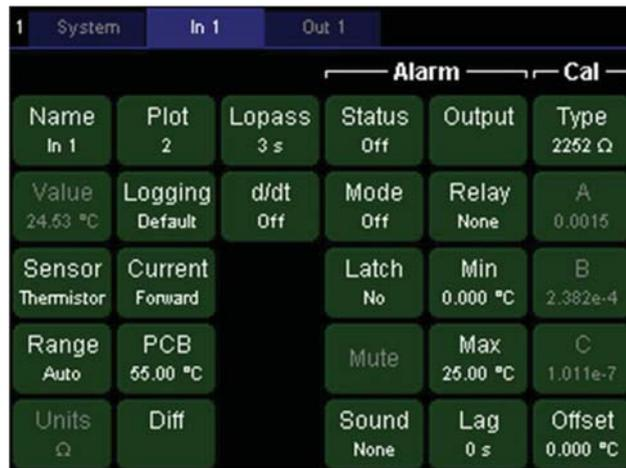 1 System In 1 Out 1
Alarm Cal
Name Plot Lopass Status Output Type
In 1 2 3 s Off 2252 Ω
Value Logging d/dt Mode Relay A
24.53 °C Default Off Off None 0.0015
Sensor Current Latch Min B
Thermistor Forward No 0.000 °C 2.382e-4
Range PCB Mute Max C
Auto 55.00 °C 25.00 °C 1.011e-7
Units Diff Sound Lag Offset
Ω None 0 s 0.000 °C